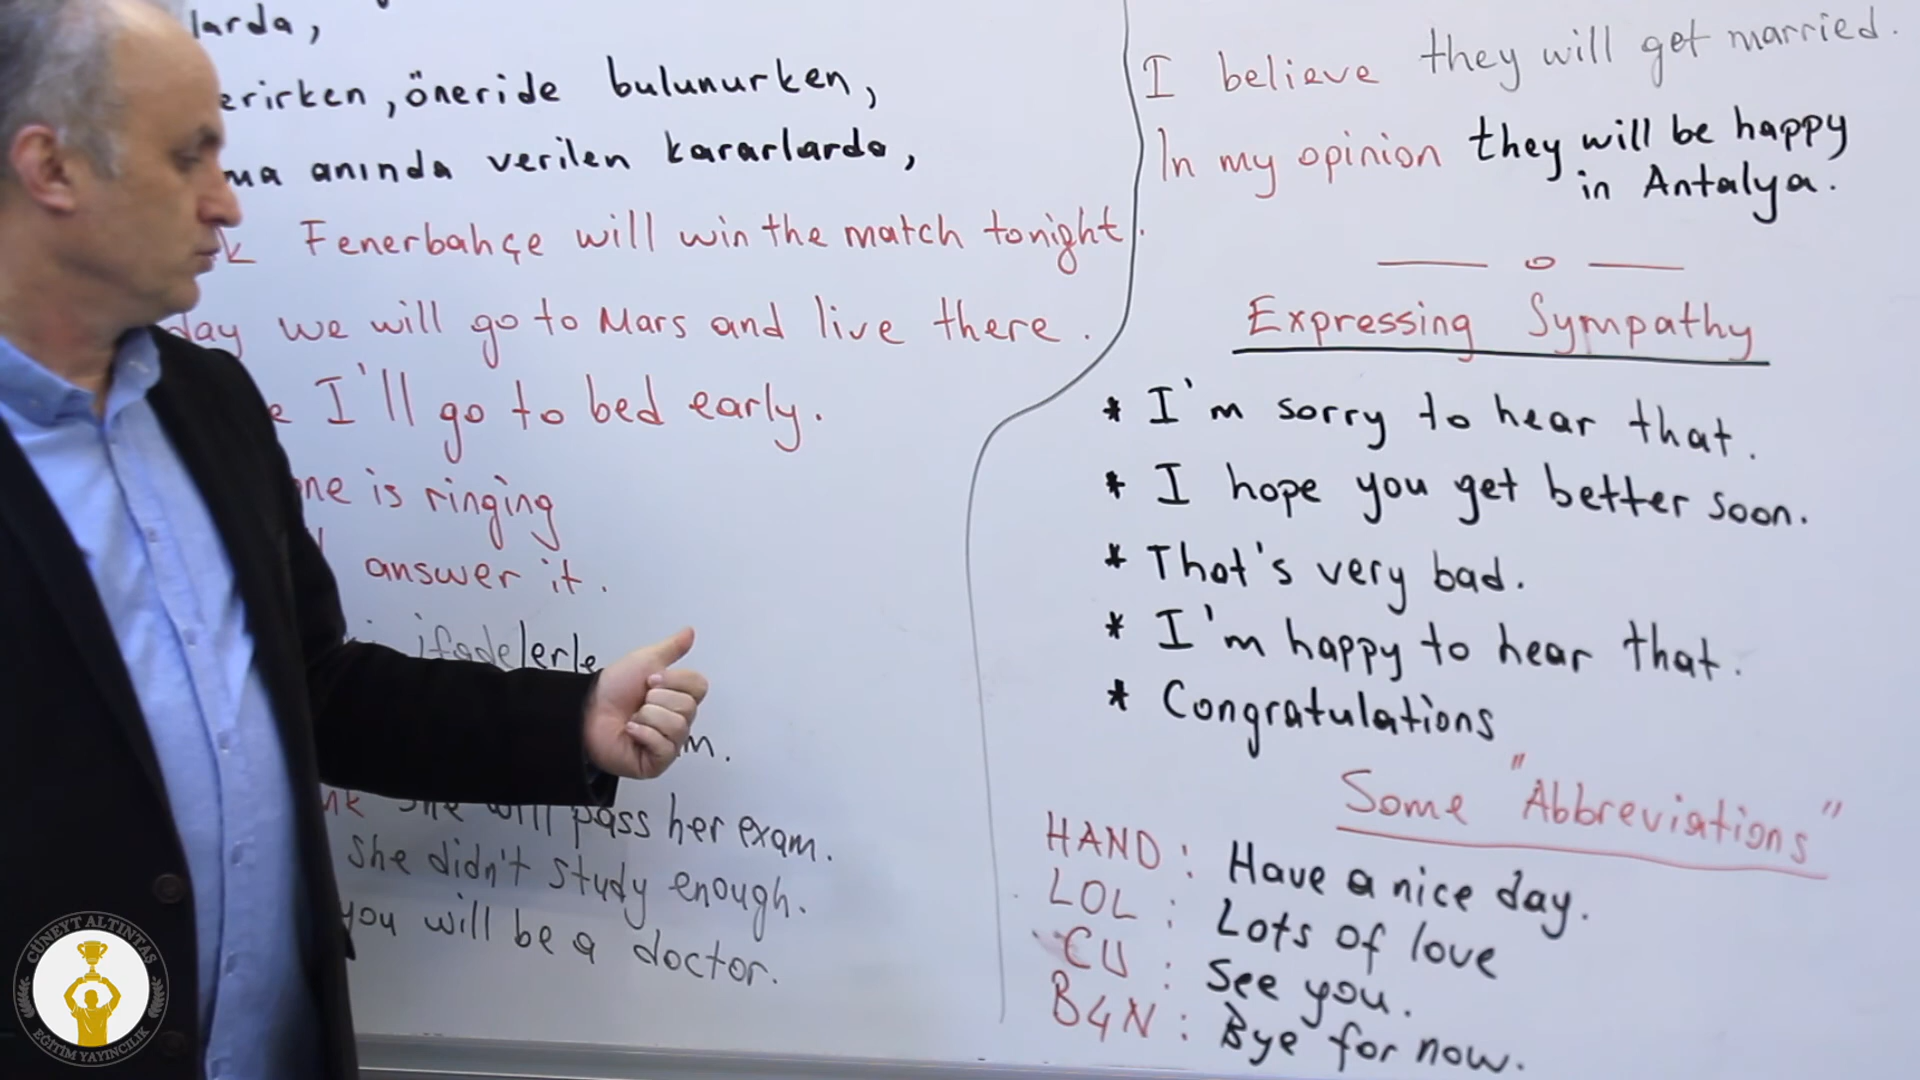 larda,
erirken, öneride bulunurken,
ma anında verilen kararlarda,
k Fenerbahçe will win the match tonight.
day we will go to Mars and live there.
e I'll go to bed early.
ne is ringing
answer it.
ifadelerle
m.
nk she will pass her exam.
she didn't study enough.
you will be a doctor.
I believe they will get married.
In my opinion they will be happy
in Antalya.
Expressing Sympathy
* I'm sorry to hear that.
* I hope you get better soon.
* That's very bad.
* I'm happy to hear that.
* Congratulations
Some "Abbreviations"
HAND : Have a nice day.
LOL : Lots of love
CU : See you.
B4N : Bye for now.
CÜNEYT ALTINTAŞ
EĞİTİM YAYINCILIK